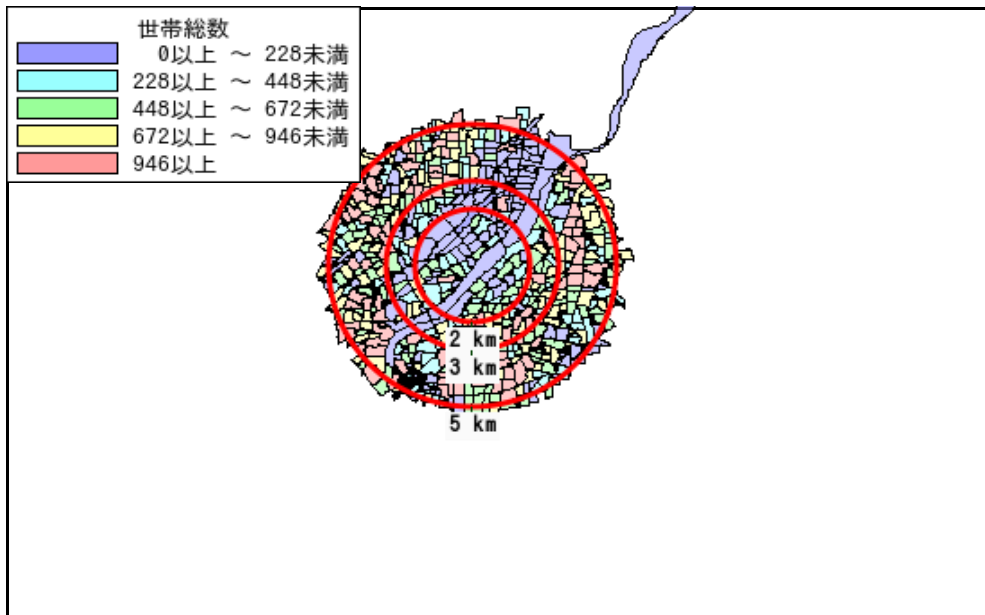 世帯総数
0以上 ～ 228未満
228以上 ～ 448未満
448以上 ～ 672未満
672以上 ～ 946未満
946以上
2 km
3 km
5 km